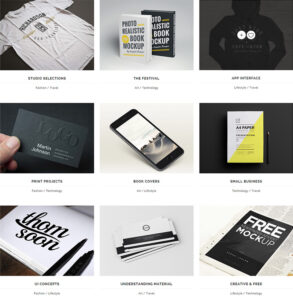 PHOTO
REALISTIC
BOOK
MOCKUP
PHOTO
REALISTIC
BOOK
MOCKUP
STUDIO SELECTIONS
Fashion / Travel
THE FESTIVAL
Art / Technology
APP INTERFACE
Lifestyle / Travel
Martin
Johnson
A4 PAPER
PRINT PROJECTS
Fashion / Technology
BOOK COVERS
Art / Lifestyle
SMALL BUSINESS
Technology / Travel
thom
soon
FREE
MOCKUP
UI CONCEPTS
Fashion / Lifestyle
UNDERSTANDING MATERIAL
Art / Travel
CREATIVE & FREE
Fashion / Lifestyle